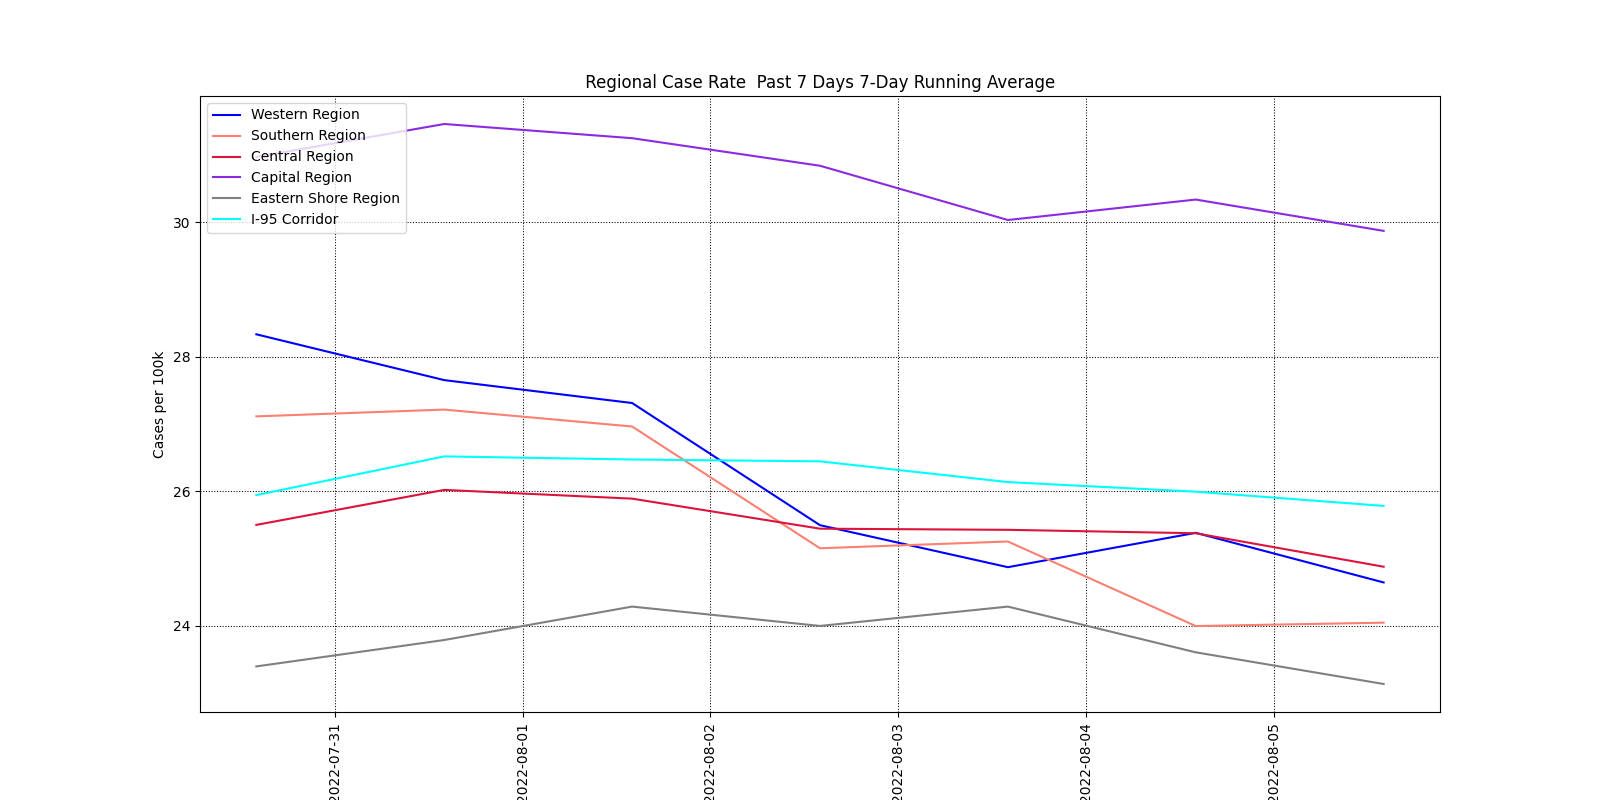 Regional Case Rate  Past 7 Days 7-Day Running Average
Western Region
Southern Region
Central Region
Capital Region
Eastern Shore Region
I-95 Corridor
Cases per 100k
30
28
26
24
2022-07-31
2022-08-01
2022-08-02
2022-08-03
2022-08-04
2022-08-05